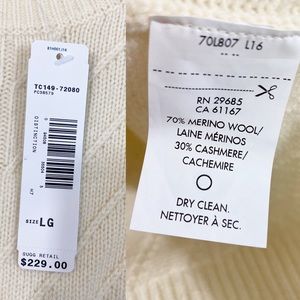 TC149-72080
DISTINCTION
SIZE LG
SUGG. RETAIL
$229.00
70L807 L16
RN 29685
CA 61167
70% MERINO WOOL/
LAINE MÉRINOS
30% CASHMERE/
CACHEMIRE
DRY CLEAN.
NETTOYER À SEC.